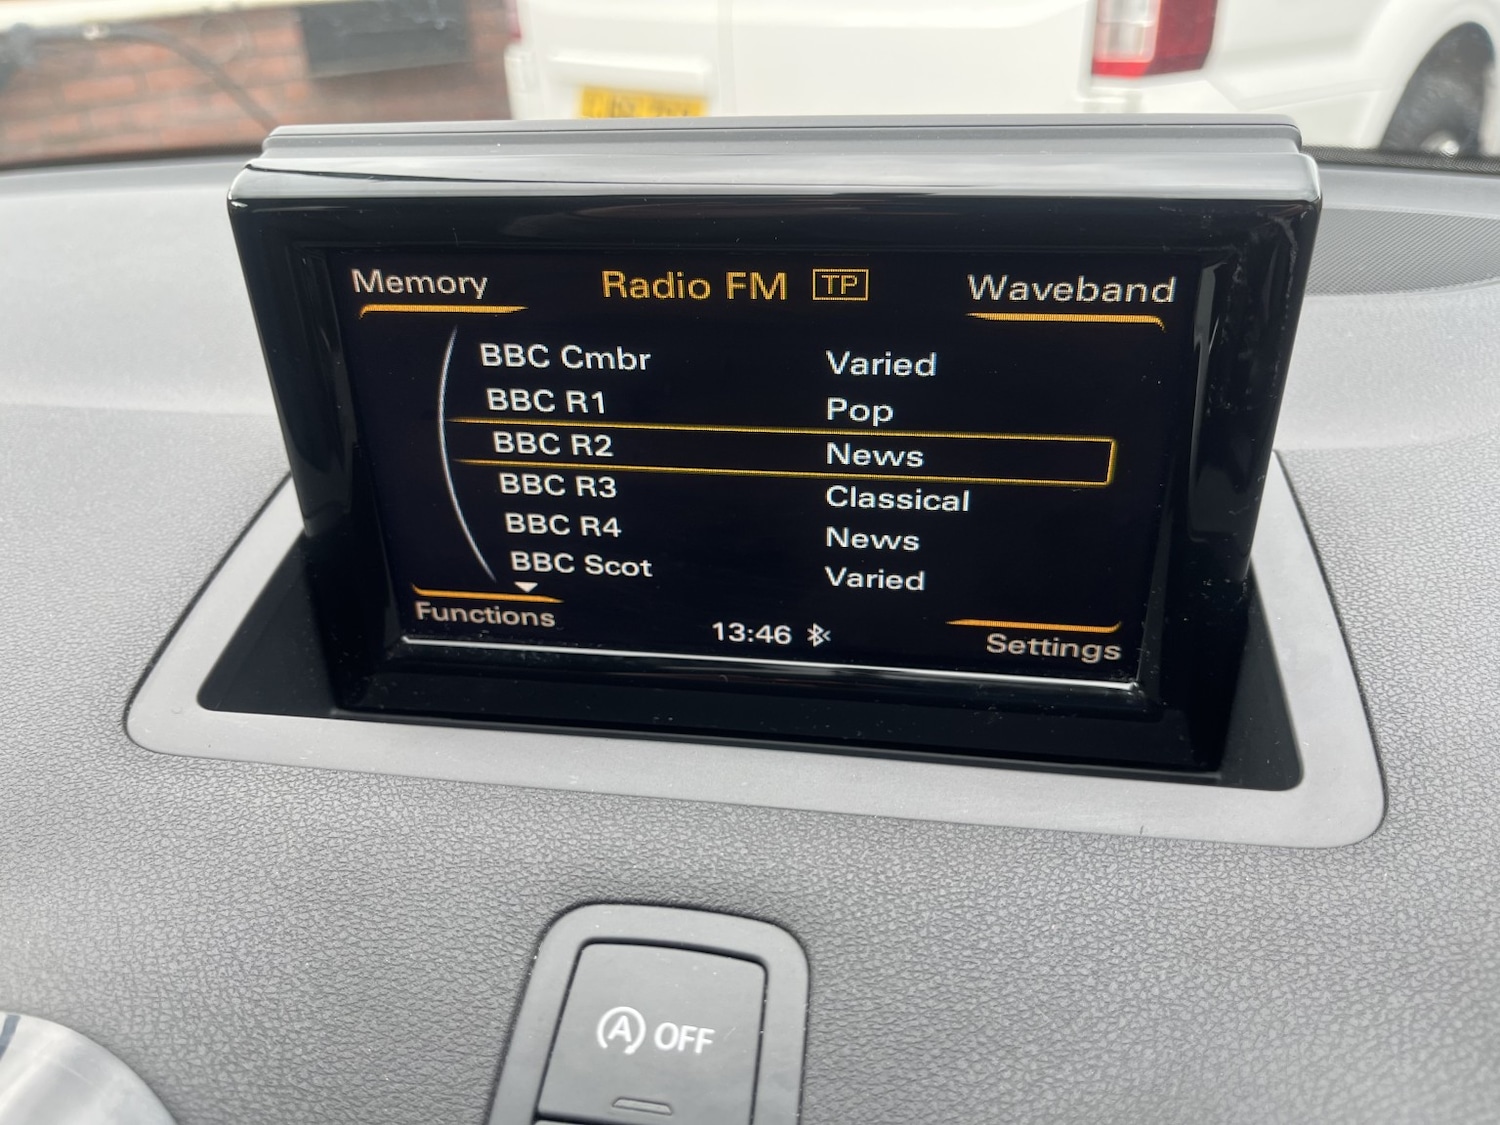 Memory Radio FM TP Waveband
BBC Cmbr Varied
BBC R1 Pop
BBC R2 News
BBC R3 Classical
BBC R4 News
BBC Scot Varied
Functions 13:46 Settings
A OFF